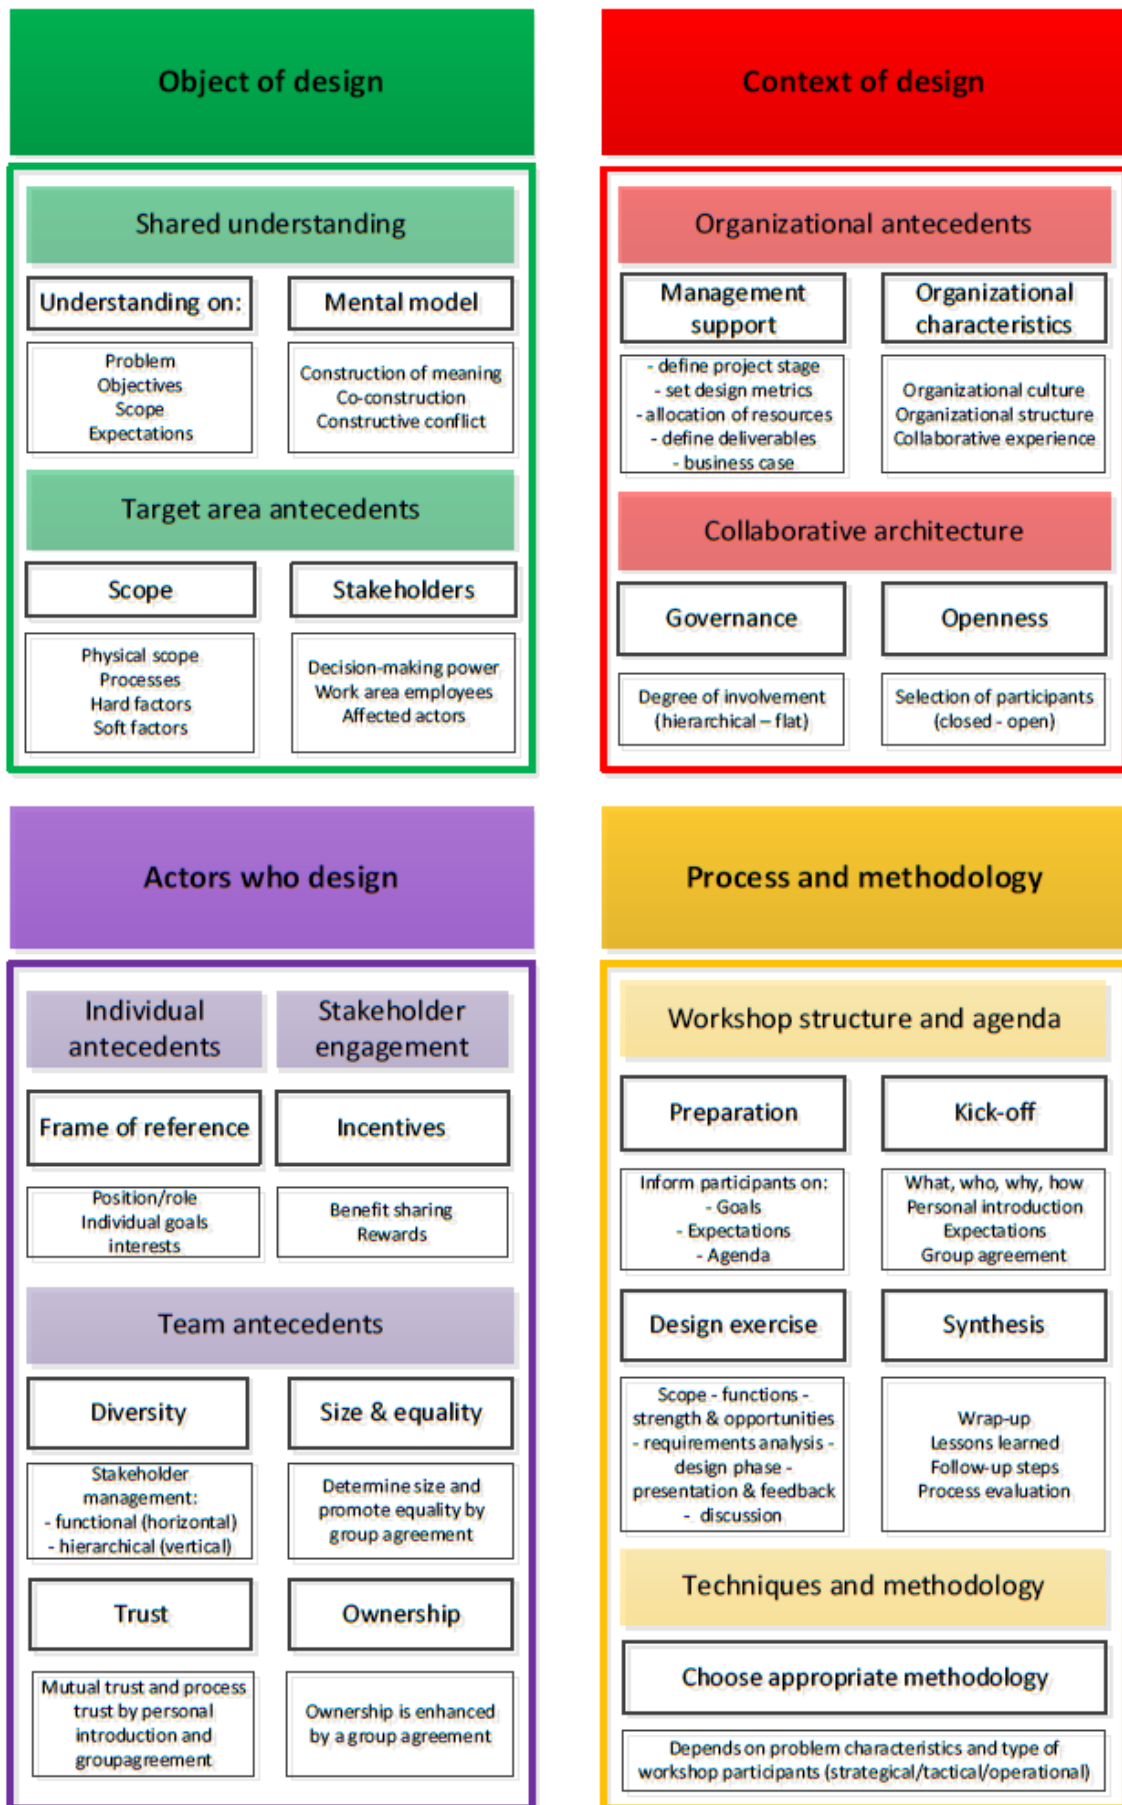 Object of design
Shared understanding
Understanding on:
Problem
Objectives
Scope
Expectations
Mental model
Construction of meaning
Co-construction
Constructive conflict
Target area antecedents
Scope
Physical scope
Processes
Hard factors
Soft factors
Stakeholders
Decision-making power
Work area employees
Affected actors
Context of design
Organizational antecedents
Management
support
- define project stage
- set design metrics
- allocation of resources
- define deliverables
- business case
Organizational
characteristics
Organizational culture
Organizational structure
Collaborative experience
Collaborative architecture
Governance
Degree of involvement
(hierarchical – flat)
Openness
Selection of participants
(closed - open)
Actors who design
Individual
antecedents
Frame of reference
Position/role
Individual goals
interests
Stakeholder
engagement
Incentives
Benefit sharing
Rewards
Team antecedents
Diversity
Stakeholder
management:
- functional (horizontal)
- hierarchical (vertical)
Size & equality
Determine size and
promote equality by
group agreement
Trust
Mutual trust and process
trust by personal
introduction and
groupagreement
Ownership
Ownership is enhanced
by a group agreement
Process and methodology
Workshop structure and agenda
Preparation
Inform participants on:
- Goals
- Expectations
- Agenda
Kick-off
What, who, why, how
Personal introduction
Expectations
Group agreement
Design exercise
Scope - functions -
strength & opportunities
- requirements analysis -
design phase -
presentation & feedback
- discussion
Synthesis
Wrap-up
Lessons learned
Follow-up steps
Process evaluation
Techniques and methodology
Choose appropriate methodology
Depends on problem characteristics and type of
workshop participants (strategical/tactical/operational)